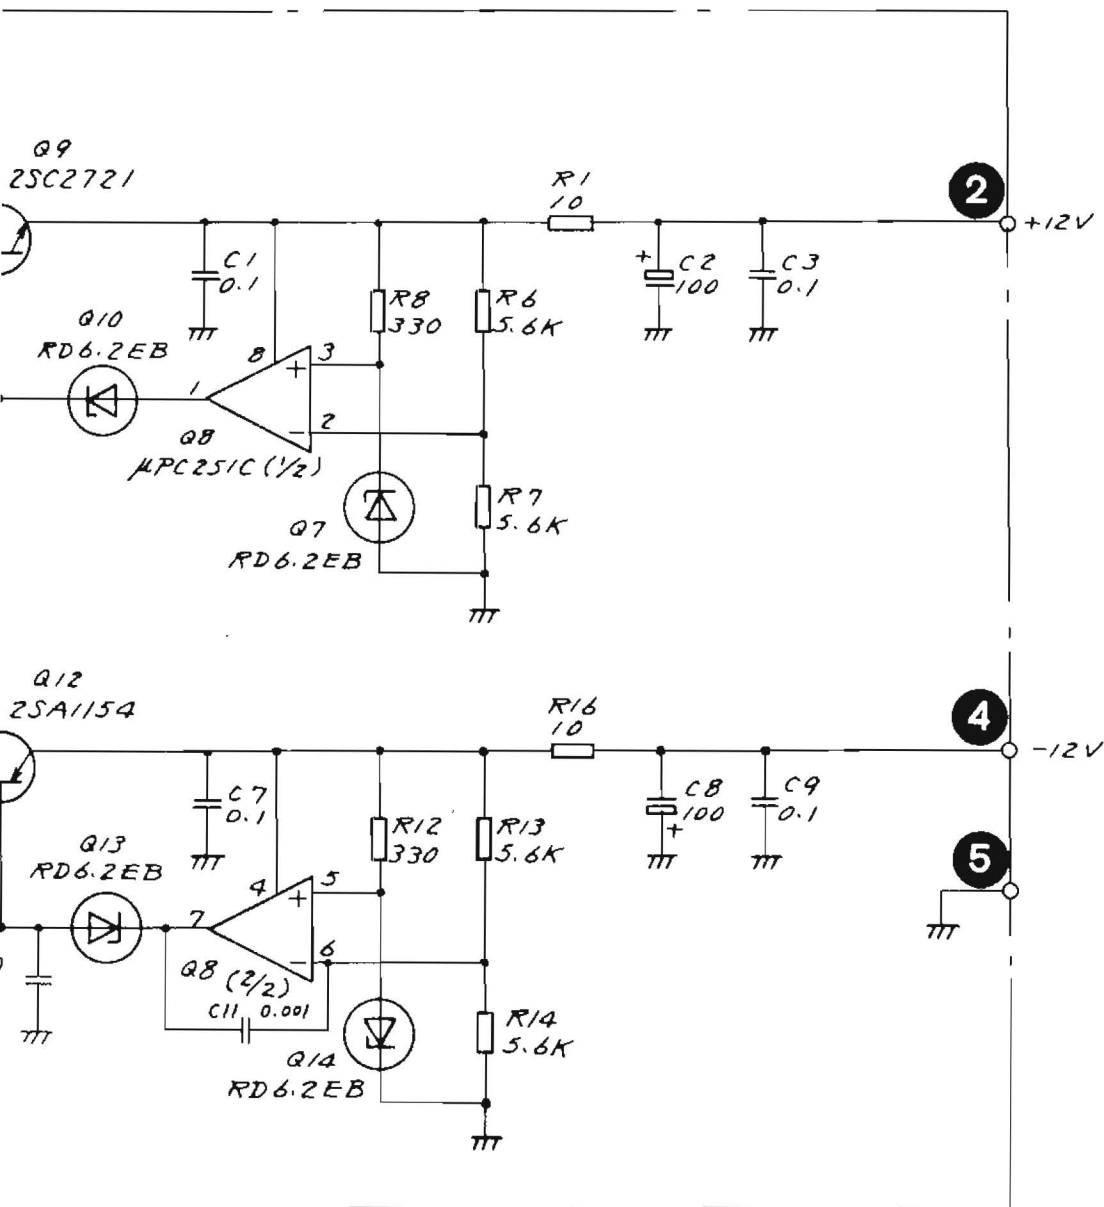 Q9
2SC2721
2
R1
10
+12V
C1
0.1
+
C2
100
C3
0.1
R8
330
R6
5.6K
Q10
RD6.2EB
8
+
3
1
−
2
Q8
μPC251C(1/2)
R7
5.6K
Q7
RD6.2EB
Q12
2SA1154
4
R16
10
-12V
C7
0.1
C8
100
+
C9
0.1
R12
330
R13
5.6K
Q13
RD6.2EB
5
4
+
5
7
−
6
Q8 (2/2)
C11 0.001
R14
5.6K
Q14
RD6.2EB